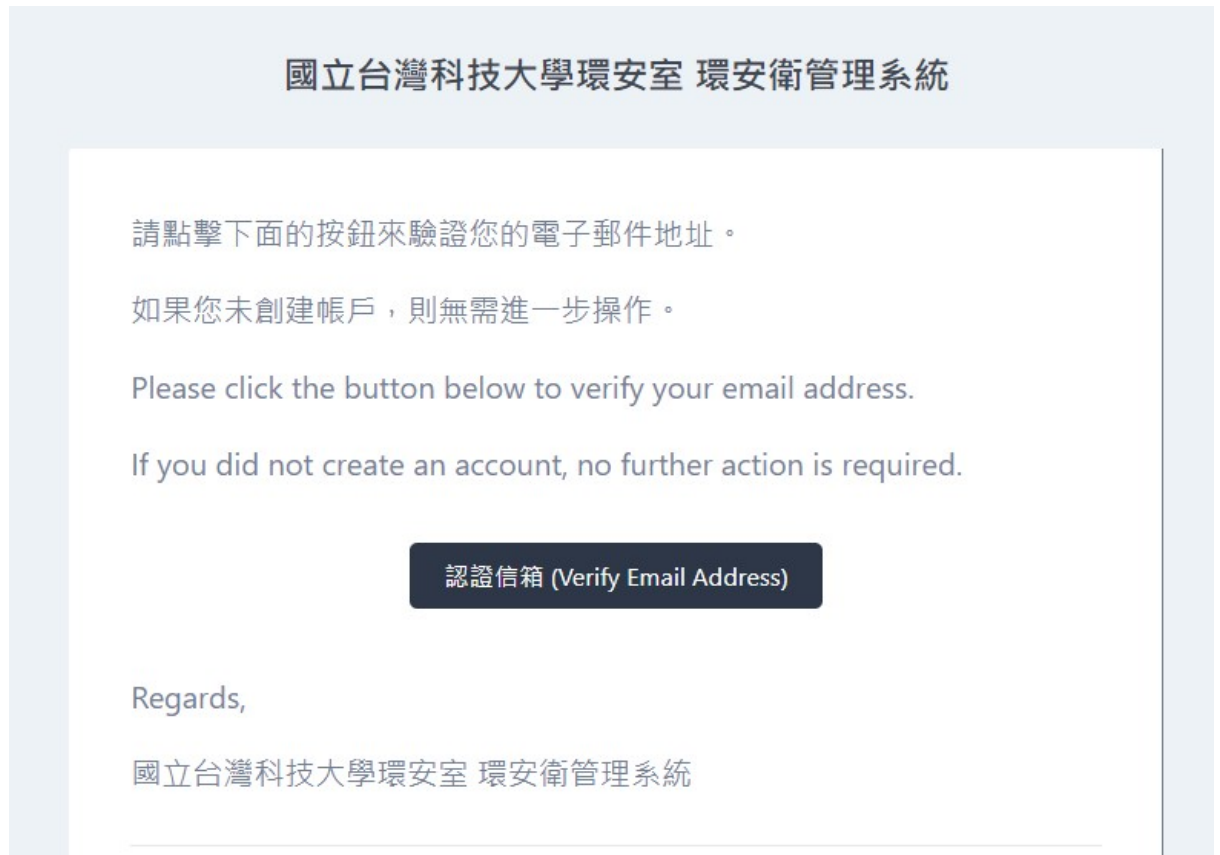 國立台灣科技大學環安室 環安衛管理系統
請點擊下面的按鈕來驗證您的電子郵件地址。
如果您未創建帳戶，則無需進一步操作。
Please click the button below to verify your email address.
If you did not create an account, no further action is required.
認證信箱 (Verify Email Address)
Regards,
國立台灣科技大學環安室 環安衛管理系統